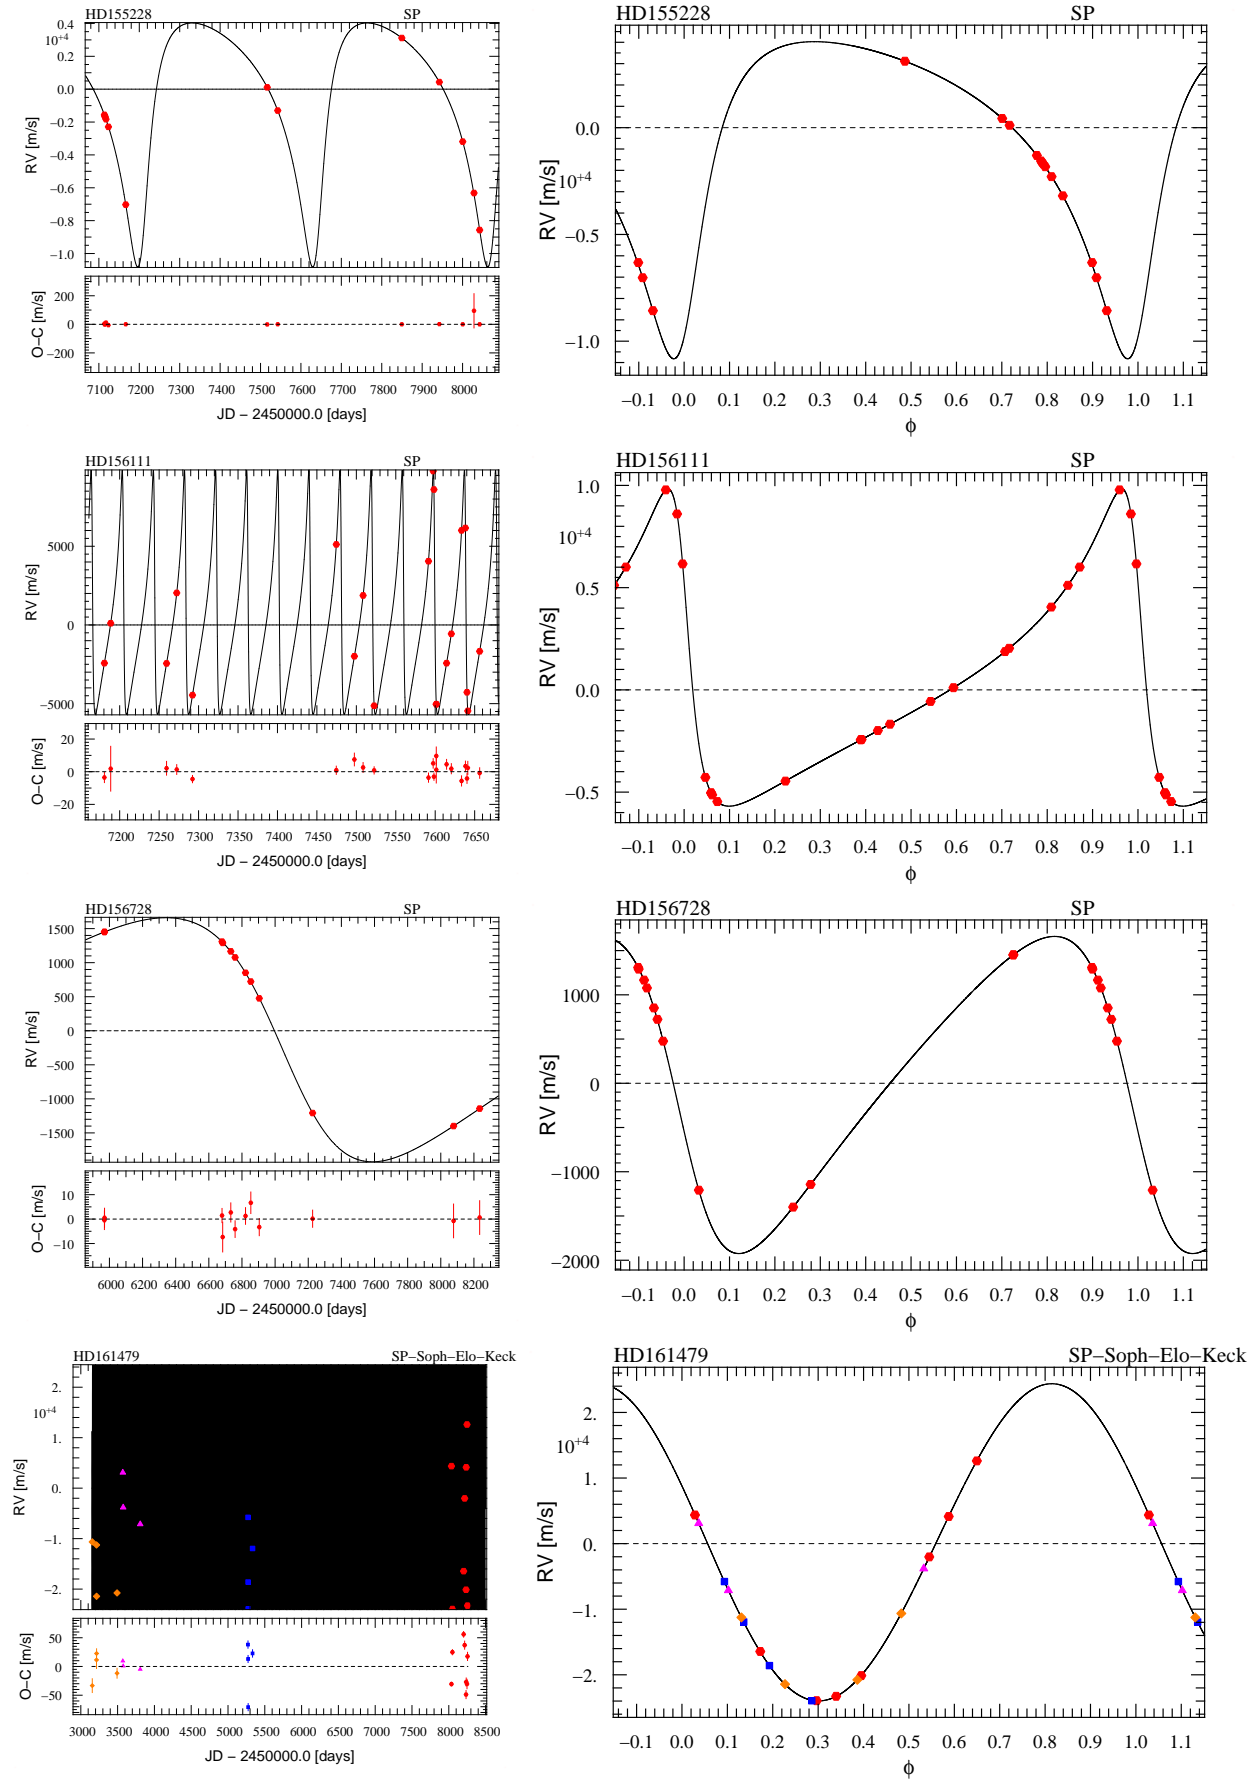 HD155228 SP
0.4
10⁺⁴
0.2
0.0
−0.2
−0.4
−0.6
−0.8
−1.0
RV [m/s]
200
0
−200
O−C [m/s]
7100 7200 7300 7400 7500 7600 7700 7800 7900 8000
JD − 2450000.0 [days]
HD155228 SP
0.0
10⁺⁴
−0.5
−1.0
RV [m/s]
−0.1 0.0 0.1 0.2 0.3 0.4 0.5 0.6 0.7 0.8 0.9 1.0 1.1
ϕ
HD156111 SP
5000
0
−5000
RV [m/s]
20
0
−20
O−C [m/s]
7200 7250 7300 7350 7400 7450 7500 7550 7600 7650
JD − 2450000.0 [days]
HD156111 SP
1.0
10⁺⁴
0.5
0.0
−0.5
RV [m/s]
−0.1 0.0 0.1 0.2 0.3 0.4 0.5 0.6 0.7 0.8 0.9 1.0 1.1
ϕ
HD156728 SP
1500
1000
500
0
−500
−1000
−1500
RV [m/s]
10
0
−10
O−C [m/s]
6000 6200 6400 6600 6800 7000 7200 7400 7600 7800 8000 8200
JD − 2450000.0 [days]
HD156728 SP
1000
0
−1000
−2000
RV [m/s]
−0.1 0.0 0.1 0.2 0.3 0.4 0.5 0.6 0.7 0.8 0.9 1.0 1.1
ϕ
HD161479 SP−Soph−Elo−Keck
2.
10⁺⁴
1.
0.
−1.
−2.
RV [m/s]
50
0
−50
O−C [m/s]
3000 3500 4000 4500 5000 5500 6000 6500 7000 7500 8000 8500
JD − 2450000.0 [days]
HD161479 SP−Soph−Elo−Keck
2.
10⁺⁴
1.
0.
−1.
−2.
RV [m/s]
−0.1 0.0 0.1 0.2 0.3 0.4 0.5 0.6 0.7 0.8 0.9 1.0 1.1
ϕ